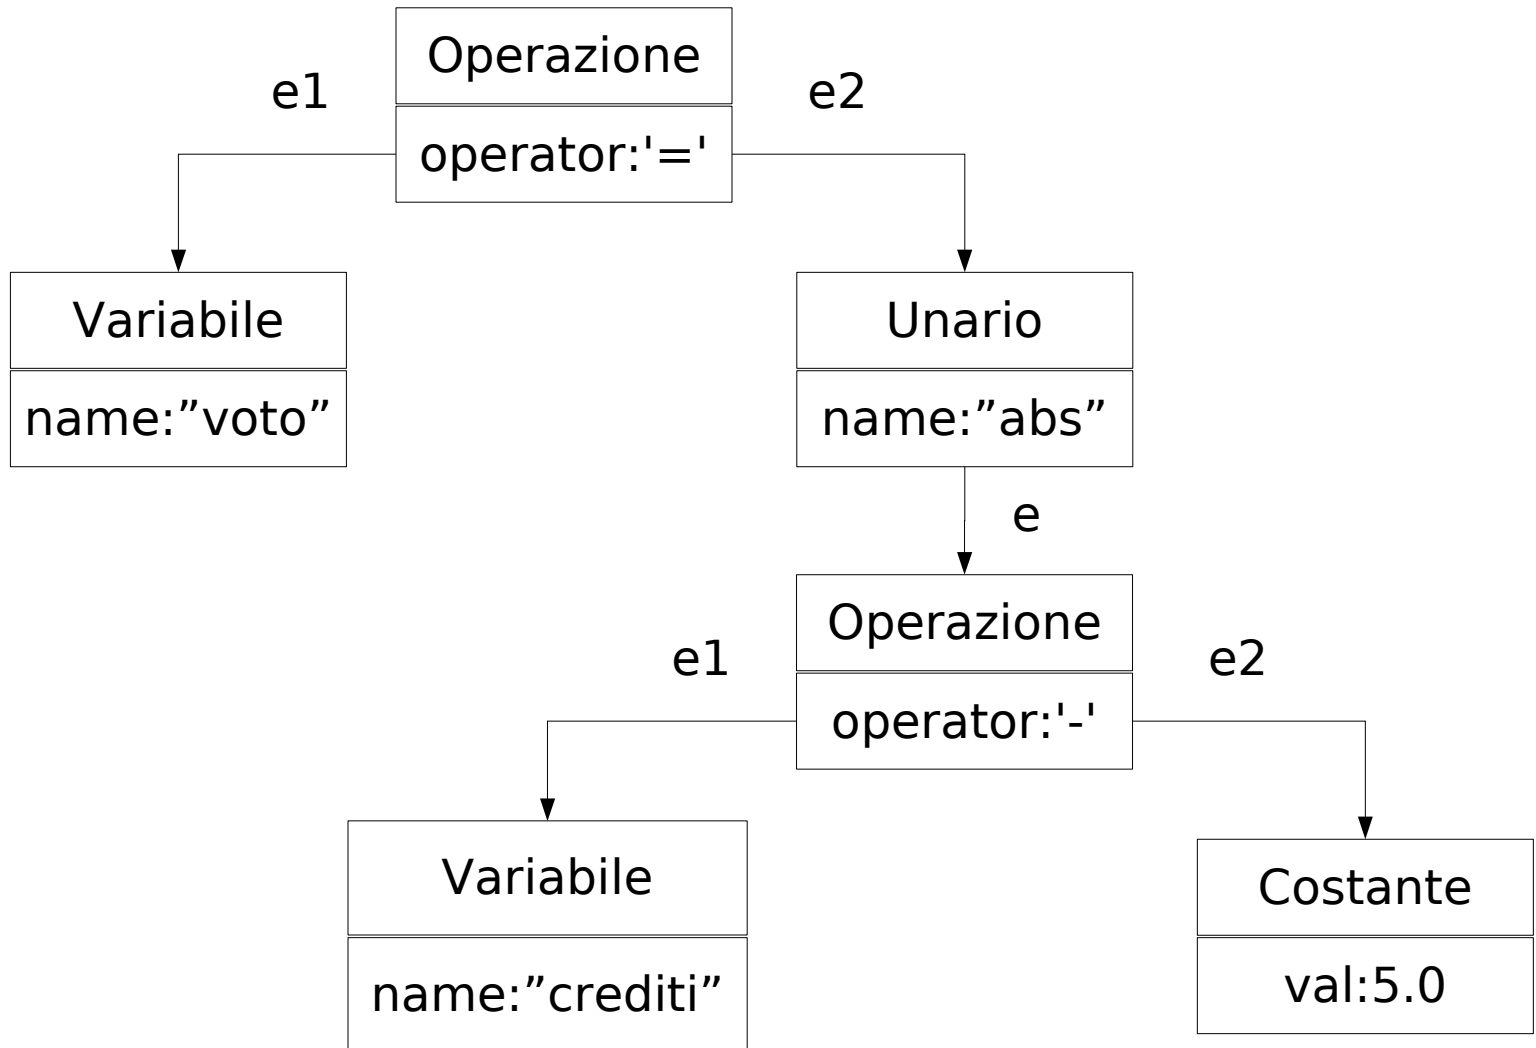 Operazione
e1
e2
operator:'='
Variabile
Unario
name:”voto”
name:”abs”
e
Operazione
e1
e2
operator:'-'
Variabile
Costante
name:”crediti”
val:5.0